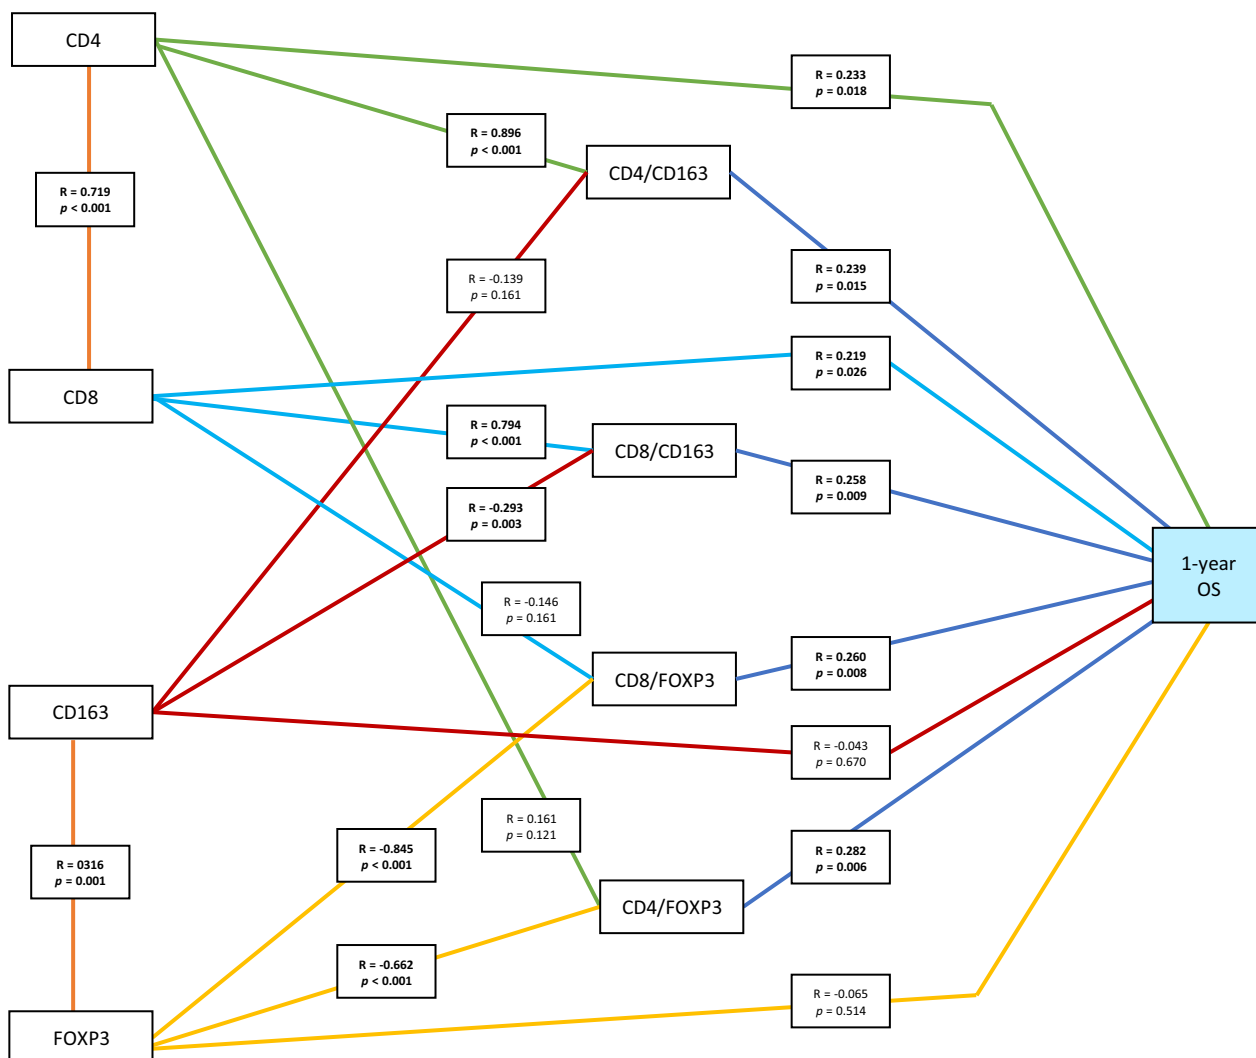 CD4
R = 0.233
p = 0.018
R = 0.896
p < 0.001
CD4/CD163
R = 0.719
p < 0.001
R = 0.239
p = 0.015
R = -0.139
p = 0.161
R = 0.219
p = 0.026
CD8
R = 0.794
p < 0.001
CD8/CD163
R = 0.258
p = 0.009
R = -0.293
p = 0.003
1-year
OS
R = -0.146
p = 0.161
R = 0.260
p = 0.008
CD8/FOXP3
CD163
R = -0.043
p = 0.670
R = 0.161
p = 0.121
R = -0.845
p < 0.001
R = 0.282
p = 0.006
R = 0316
p = 0.001
CD4/FOXP3
R = -0.662
p < 0.001
R = -0.065
p = 0.514
FOXP3